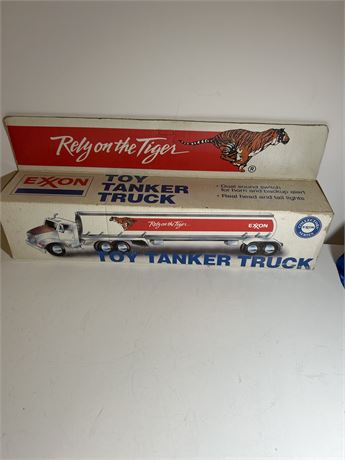 Rely on the Tiger
®
EXXON
TOY
TANKER
TRUCK
• Dual sound switch
for horn and backup alert
• Real head and tail lights
Rely on the Tiger
EXXON
TOY TANKER TRUCK